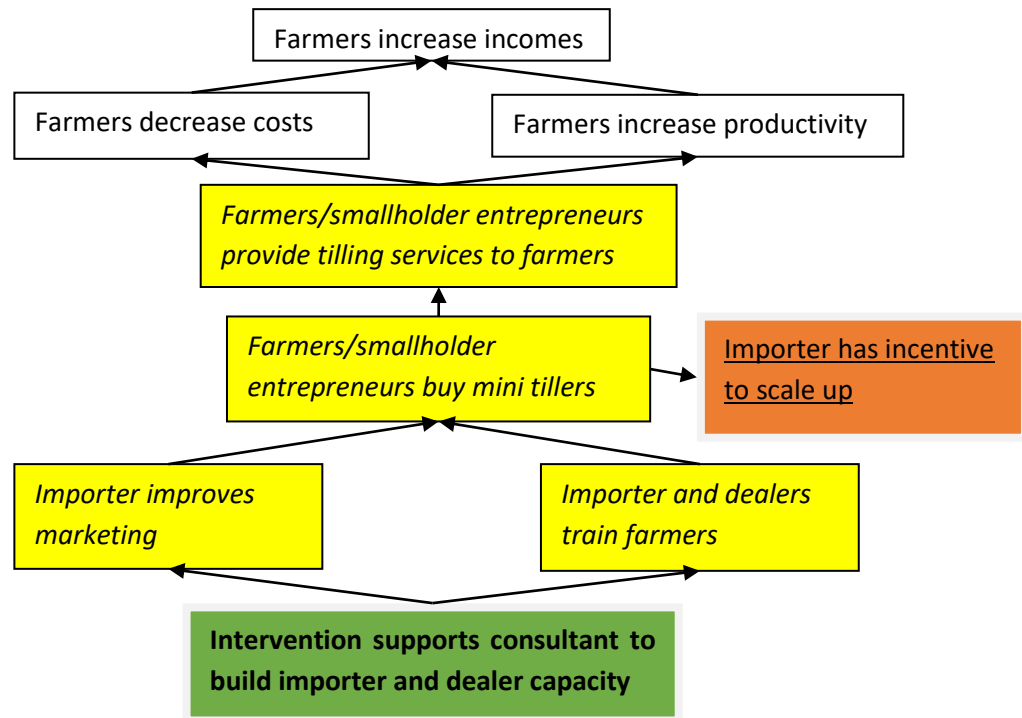 Farmers increase incomes
Farmers decrease costs
Farmers increase productivity
Farmers/smallholder entrepreneurs
provide tilling services to farmers
Farmers/smallholder
entrepreneurs buy mini tillers
Importer has incentive
to scale up
Importer improves
marketing
Importer and dealers
train farmers
Intervention supports consultant to
build importer and dealer capacity